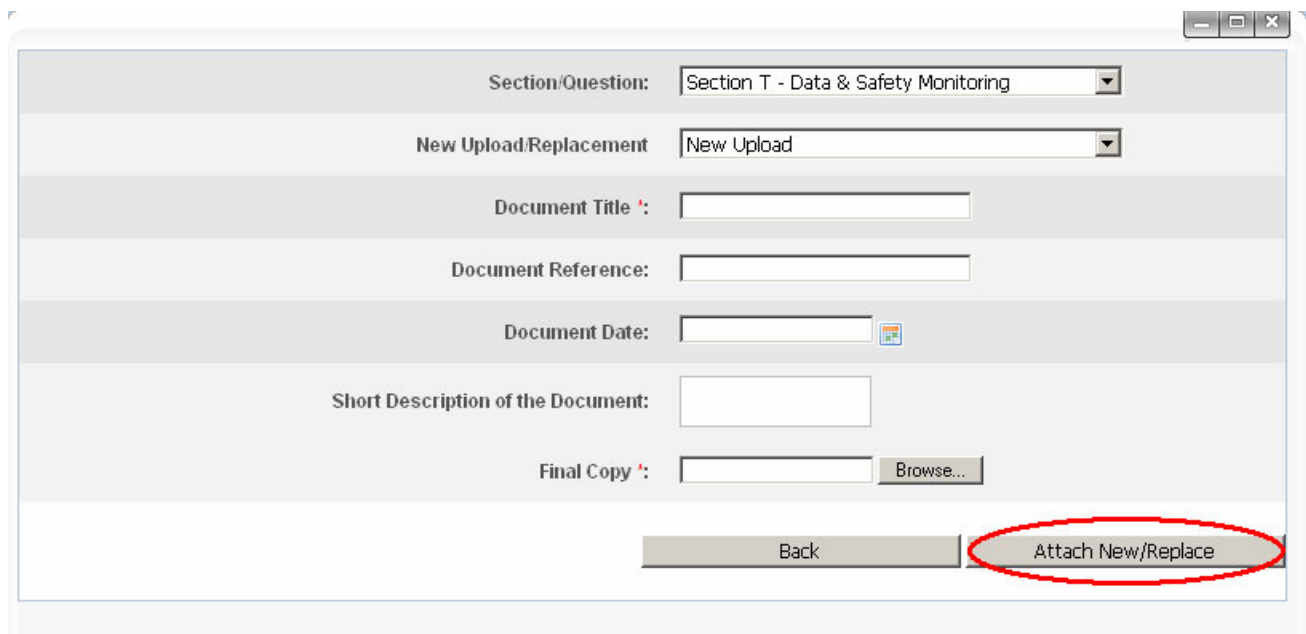 Section/Question: Section T - Data & Safety Monitoring
New Upload/Replacement New Upload
Document Title *:
Document Reference:
Document Date:
Short Description of the Document:
Final Copy *: Browse...
Back Attach New/Replace